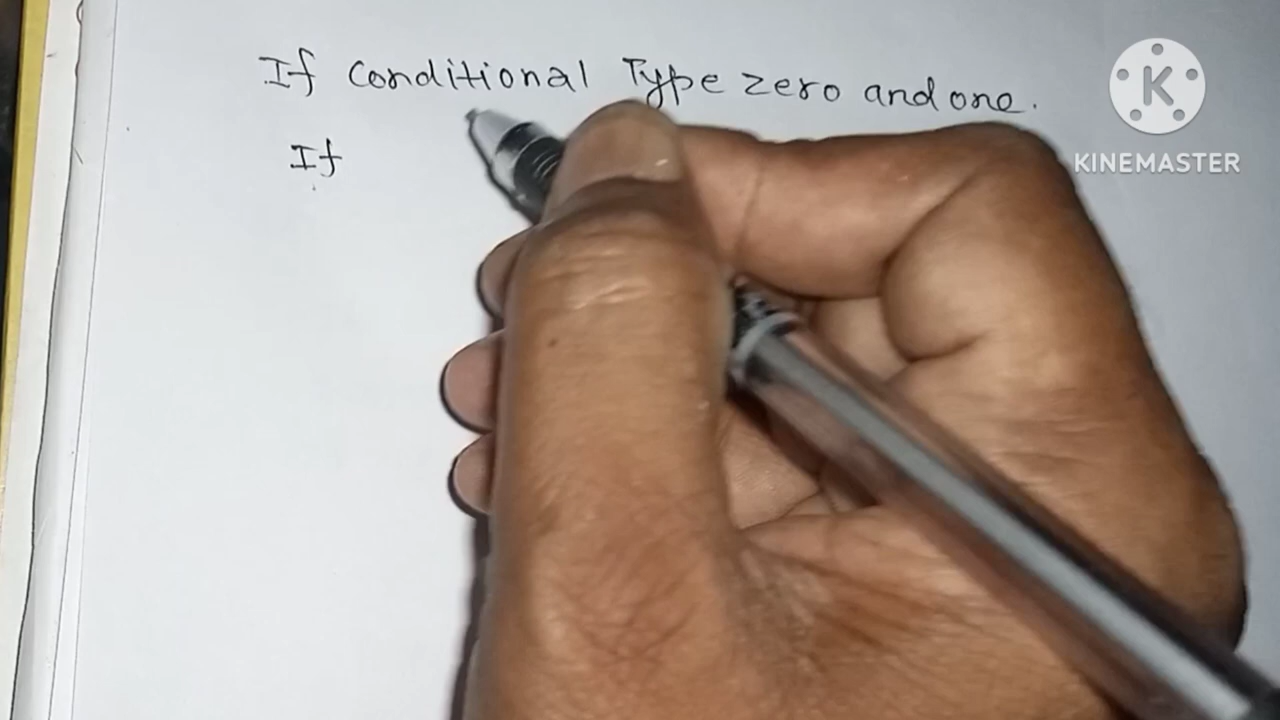 If Conditional Type zero and one.
If
K
KINEMASTER